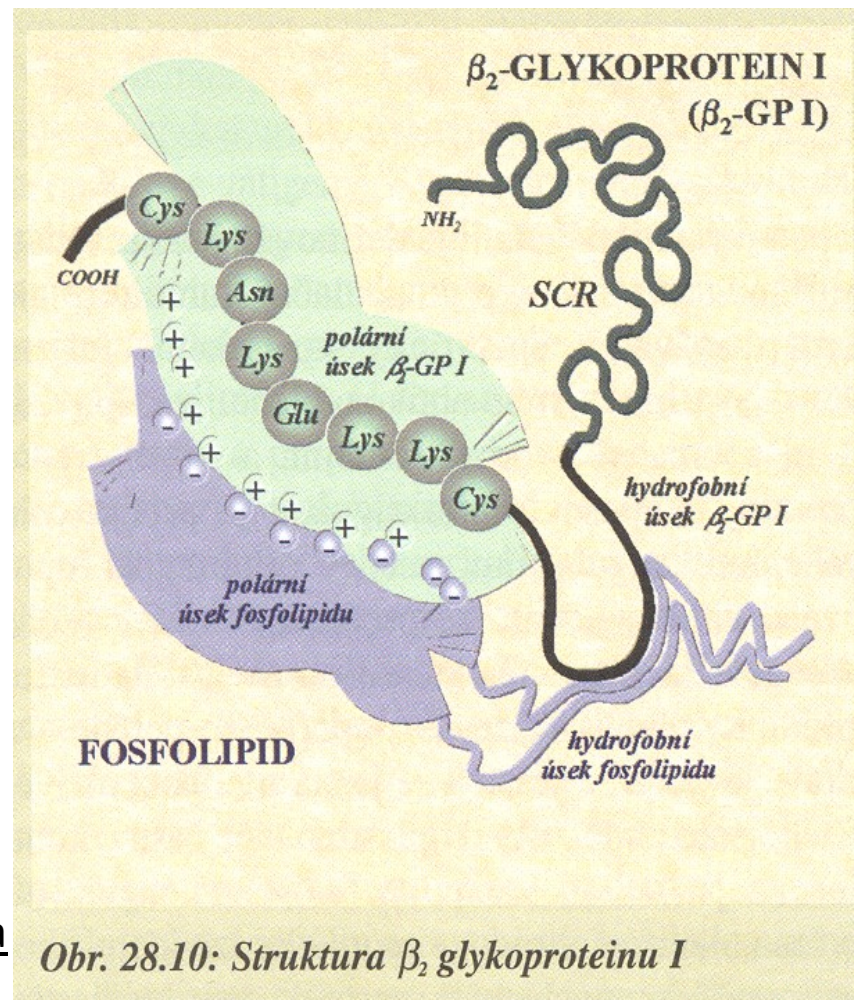 β₂-GLYKOPROTEIN I
(β₂-GP I)
NH₂
SCR
Cys
Lys
COOH
Asn
Lys
polární
úsek β₂-GP I
Glu
Lys
Lys
Cys
+
+
+
- +
- +
- +
- +
- +
- +
-
-
hydrofobní
úsek β₂-GP I
polární
úsek fosfolipidu
FOSFOLIPID
hydrofobní
úsek fosfolipidu
Obr. 28.10: Struktura β₂ glykoproteinu I